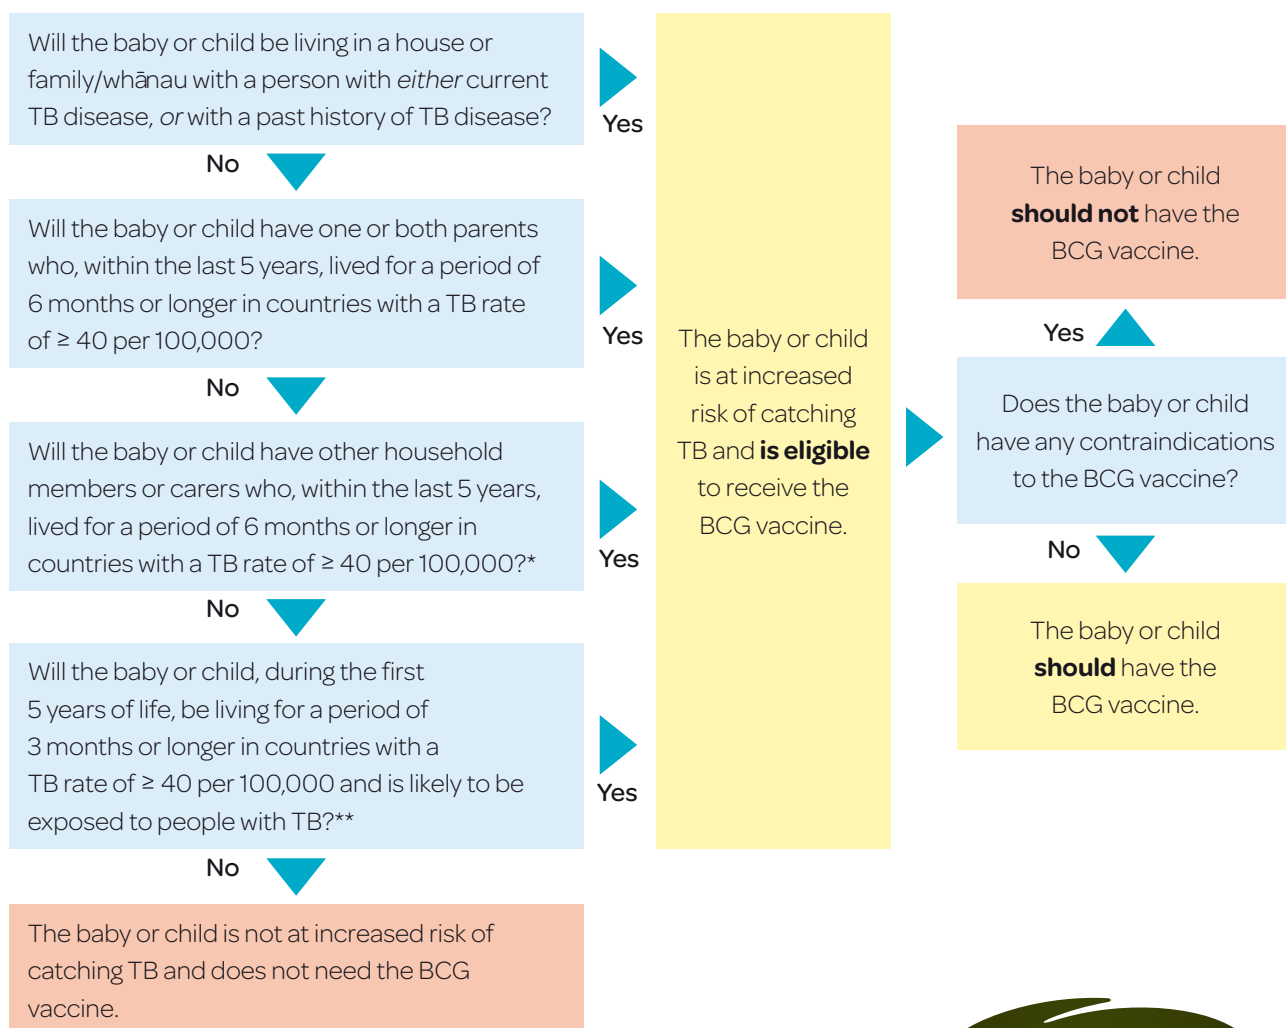 Will the baby or child be living in a house or
family/whānau with a person with either current
TB disease, or with a past history of TB disease?
Yes
No
Will the baby or child have one or both parents
who, within the last 5 years, lived for a period of
6 months or longer in countries with a TB rate
of ≥ 40 per 100,000?
Yes
No
Will the baby or child have other household
members or carers who, within the last 5 years,
lived for a period of 6 months or longer in
countries with a TB rate of ≥ 40 per 100,000?*
Yes
No
Will the baby or child, during the first
5 years of life, be living for a period of
3 months or longer in countries with a
TB rate of ≥ 40 per 100,000 and is likely to be
exposed to people with TB?**
Yes
No
The baby or child is not at increased risk of
catching TB and does not need the BCG
vaccine.
The baby or child
is at increased
risk of catching
TB and is eligible
to receive the
BCG vaccine.
The baby or child
should not have the
BCG vaccine.
Yes
Does the baby or child
have any contraindications
to the BCG vaccine?
No
The baby or child
should have the
BCG vaccine.